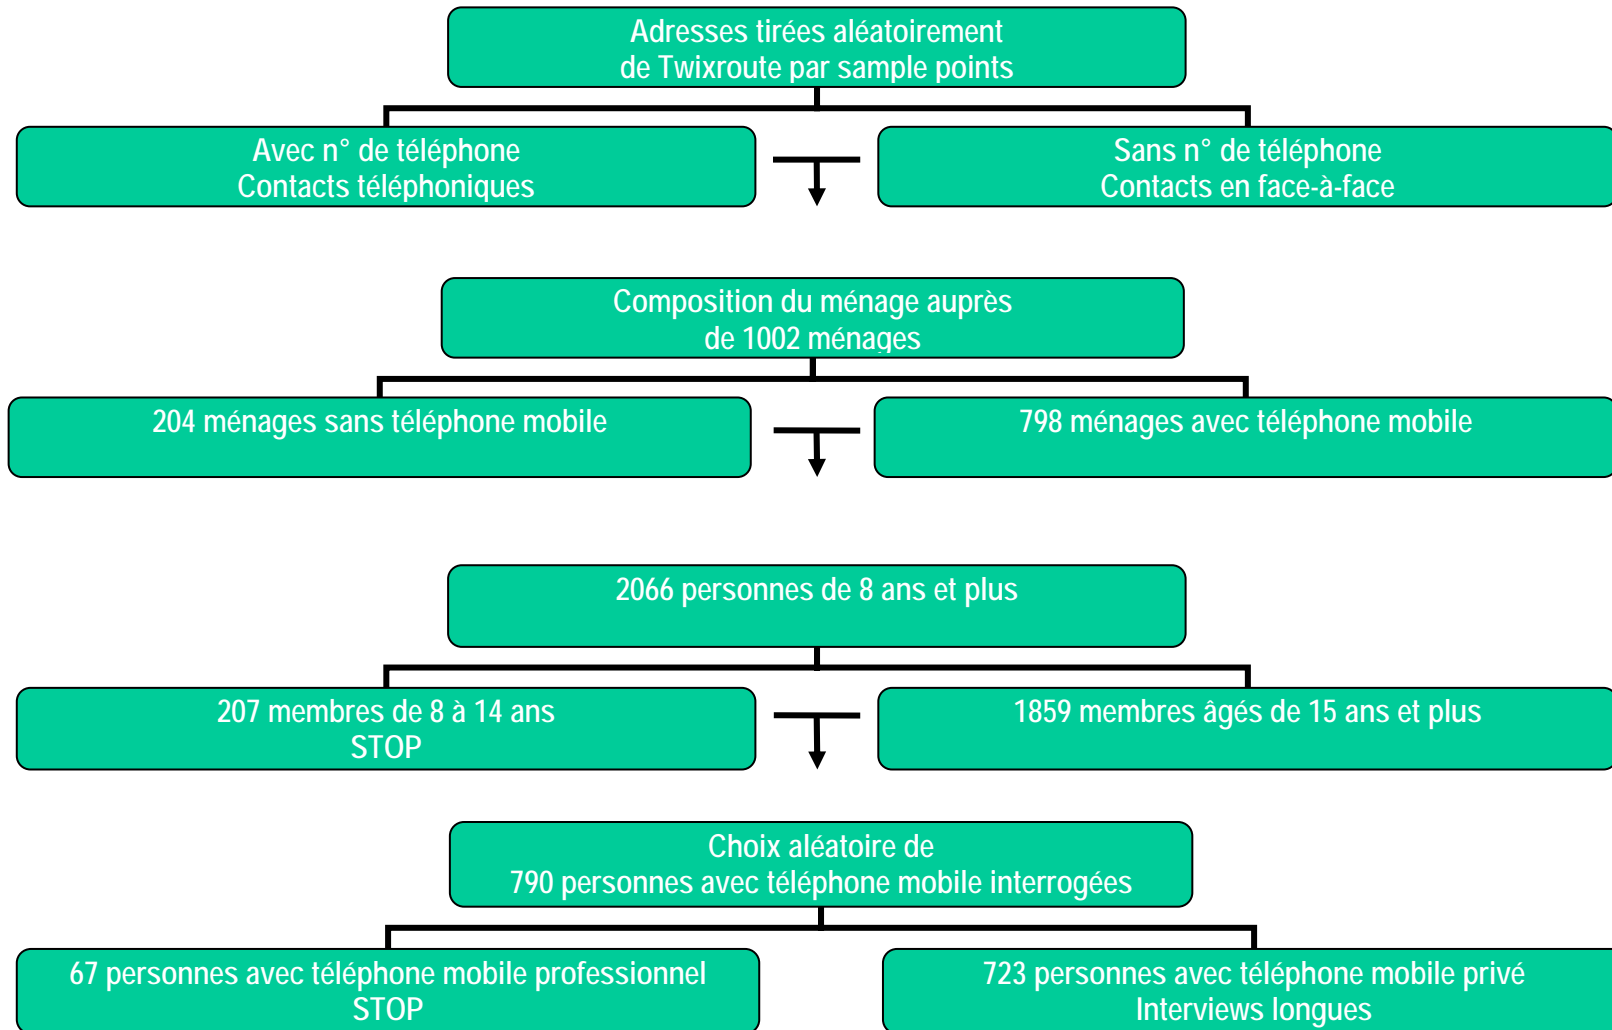 Adresses tirées aléatoirement
de Twixroute par sample points
Avec n° de téléphone
Contacts téléphoniques
Sans n° de téléphone
Contacts en face-à-face
Composition du ménage auprès
de 1002 ménages
204 ménages sans téléphone mobile
798 ménages avec téléphone mobile
2066 personnes de 8 ans et plus
207 membres de 8 à 14 ans
STOP
1859 membres âgés de 15 ans et plus
Choix aléatoire de
790 personnes avec téléphone mobile interrogées
67 personnes avec téléphone mobile professionnel
STOP
723 personnes avec téléphone mobile privé
Interviews longues